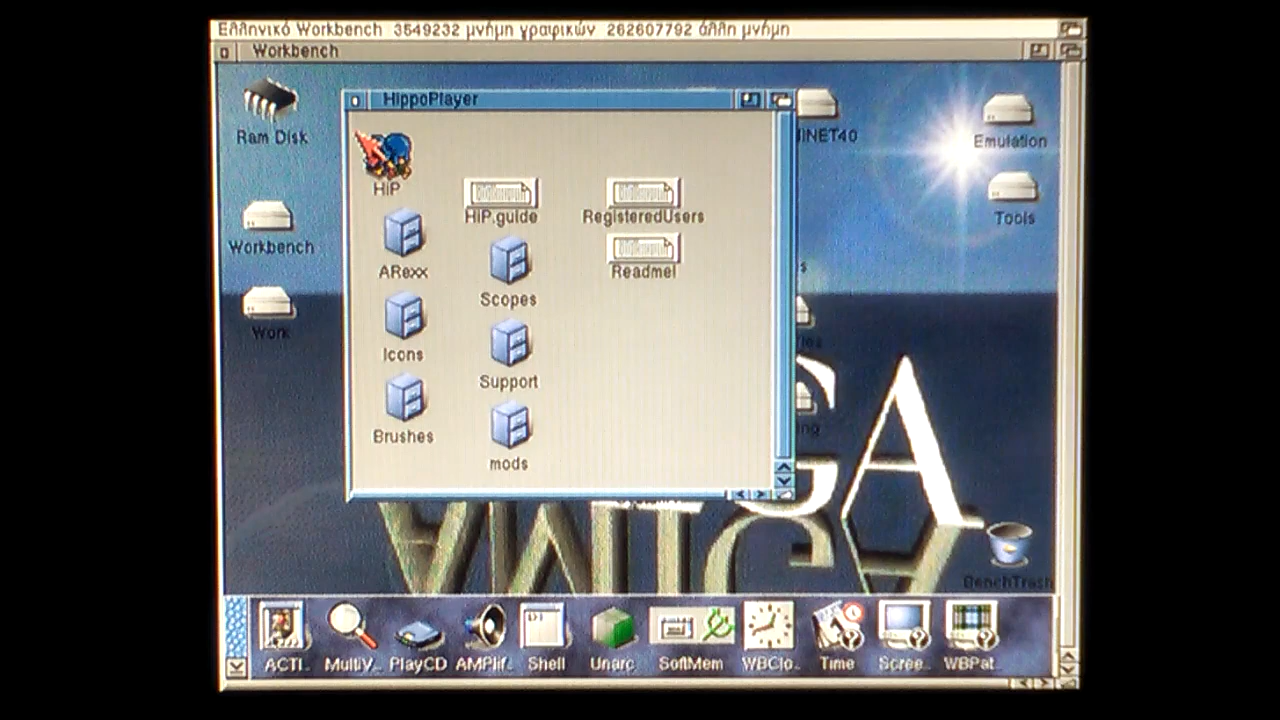 Ελληνικό Workbench 3549232 μνήμη γραφικών 262607792 άλλη μνήμη
Workbench
HippoPlayer
Ram Disk
INET40
Emulation
HiP
HiP.guide
RegisteredUsers
Tools
Workbench
ARexx
Readme!
s
Scopes
Work
Icons
Support
Brushes
mods
AMIGA
BenchTrash
ACTI..
MultiV..
PlayCD
AMPlif..
Shell
Unarc
SoftMem
WBClo..
Time
Scree..
WBPat..